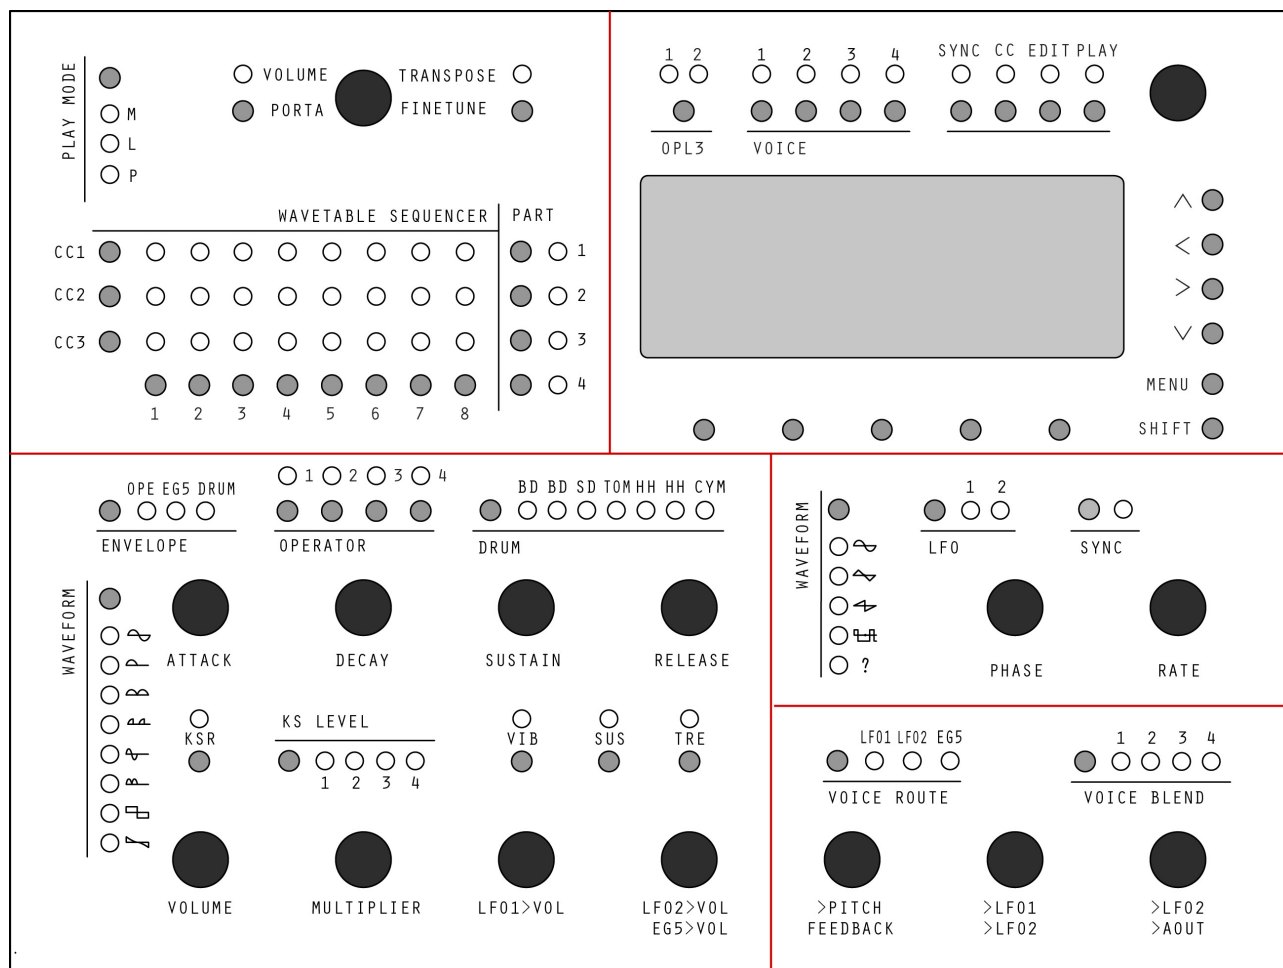 PLAY MODE
M
L
P
VOLUME
PORTA
TRANSPOSE
FINETUNE
WAVETABLE SEQUENCER
PART
CC1
CC2
CC3
1
2
3
4
1 2 3 4 5 6 7 8
1 2
OPL3
1 2 3 4
VOICE
SYNC CC EDIT PLAY
MENU
SHIFT
OPE EG5 DRUM
ENVELOPE
1 2 3 4
OPERATOR
BD BD SD TOM HH HH CYM
DRUM
WAVEFORM
ATTACK
DECAY
SUSTAIN
RELEASE
KSR
KS LEVEL
1 2 3 4
VIB
SUS
TRE
VOLUME
MULTIPLIER
LFO1>VOL
LFO2>VOL
EG5>VOL
WAVEFORM
?
1 2
LFO
SYNC
PHASE
RATE
LFO1 LFO2 EG5
VOICE ROUTE
1 2 3 4
VOICE BLEND
>PITCH
FEEDBACK
>LFO1
>LFO2
>LFO2
>AOUT